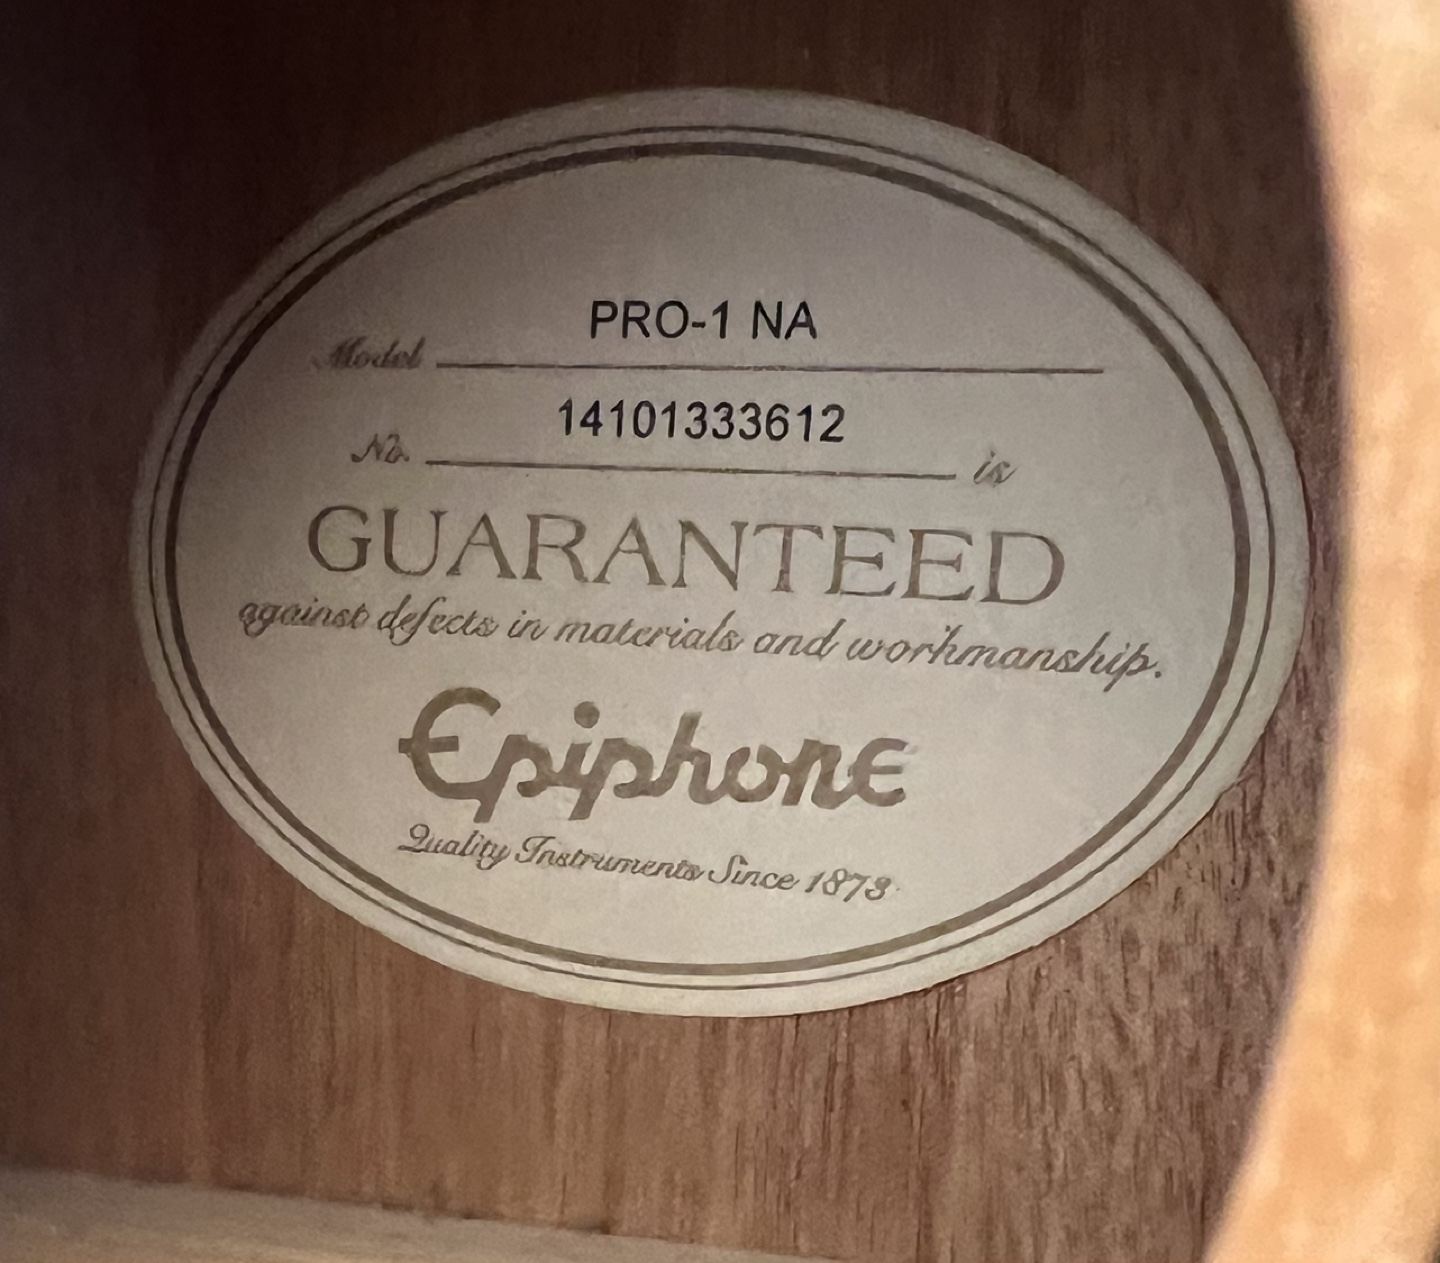 Model PRO-1 NA
No. 14101333612 is
GUARANTEED
against defects in materials and workmanship.
Epiphone
Quality Instruments Since 1873